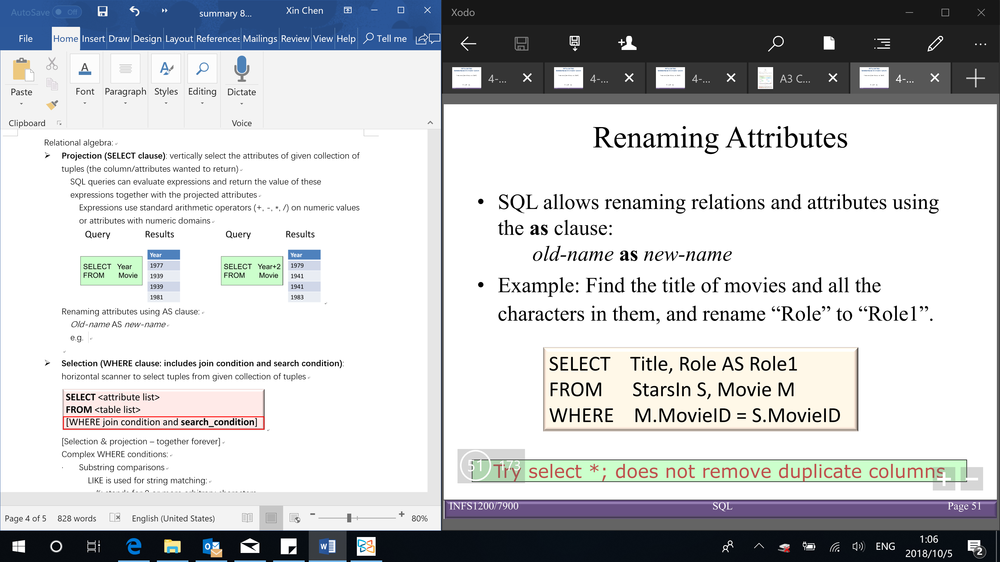 AutoSave Off summary 8... Xin Chen
File Home Insert Draw Design Layout References Mailings Review View Help Tell me
Paste Font Paragraph Styles Editing Dictate
Clipboard Voice
Relational algebra:
➢ Projection (SELECT clause): vertically select the attributes of given collection of
tuples (the column/attributes wanted to return)
SQL queries can evaluate expressions and return the value of these
expressions together with the projected attributes
Expressions use standard arithmetic operators (+, -, *, /) on numeric values
or attributes with numeric domains
Query Results Query Results
Year Year
SELECT Year 1977 SELECT Year+2 1979
FROM Movie 1939 FROM Movie 1941
1939 1941
1981 1983
Renaming attributes using AS clause:
Old-name AS new-name
e.g.
➢ Selection (WHERE clause: includes join condition and search condition):
horizontal scanner to select tuples from given collection of tuples
SELECT <attribute list>
FROM <table list>
[WHERE join condition and search_condition]
[Selection & projection – together forever]
Complex WHERE conditions:
· Substring comparisons
LIKE is used for string matching:
Page 4 of 5 828 words English (United States) 80%
Xodo
4-... 4-... 4-... A3 C... 4-...
Renaming Attributes
• SQL allows renaming relations and attributes using
the as clause:
old-name as new-name
• Example: Find the title of movies and all the
characters in them, and rename “Role” to “Role1”.
SELECT Title, Role AS Role1
FROM StarsIn S, Movie M
WHERE M.MovieID = S.MovieID
51 173
Try select *; does not remove duplicate columns
INFS1200/7900 SQL Page 51
ENG 1:06
2018/10/5 2